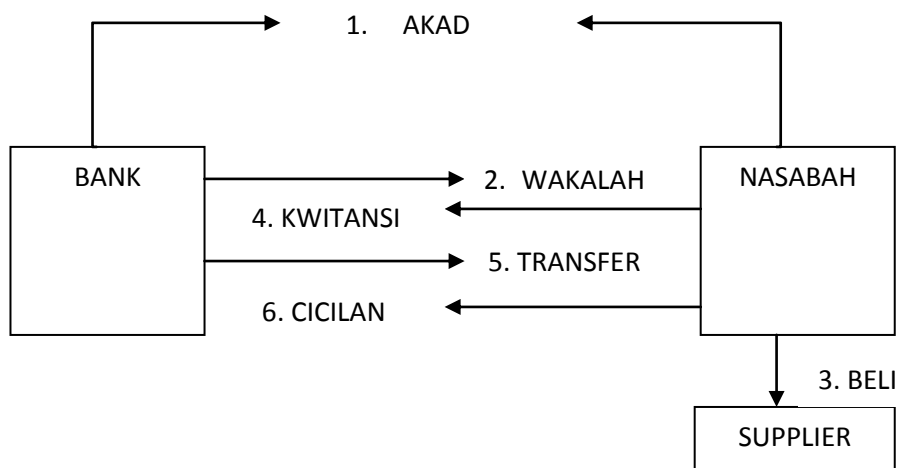 1. AKAD
BANK
NASABAH
2. WAKALAH
4. KWITANSI
5. TRANSFER
6. CICILAN
3. BELI
SUPPLIER